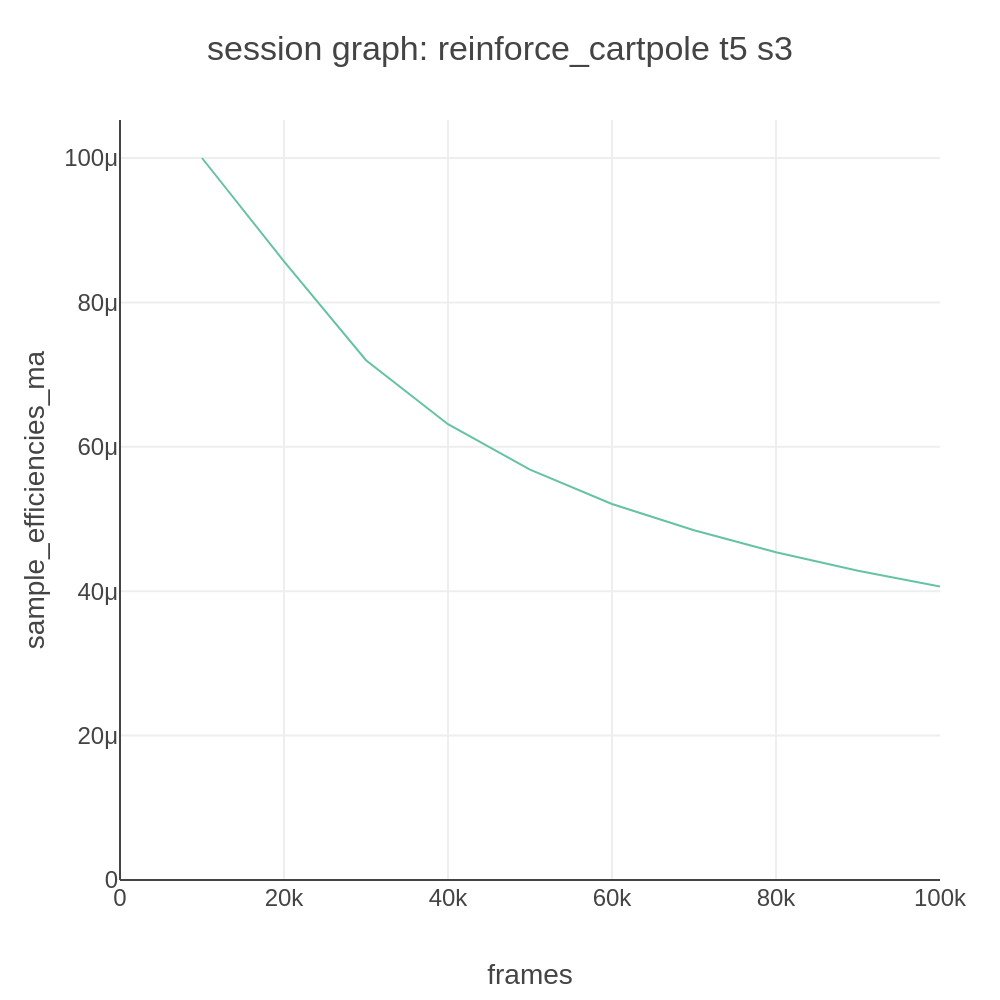 session graph: reinforce_cartpole t5 s3
sample_efficiencies_ma
100μ
80μ
60μ
40μ
20μ
0
0 20k 40k 60k 80k 100k
frames